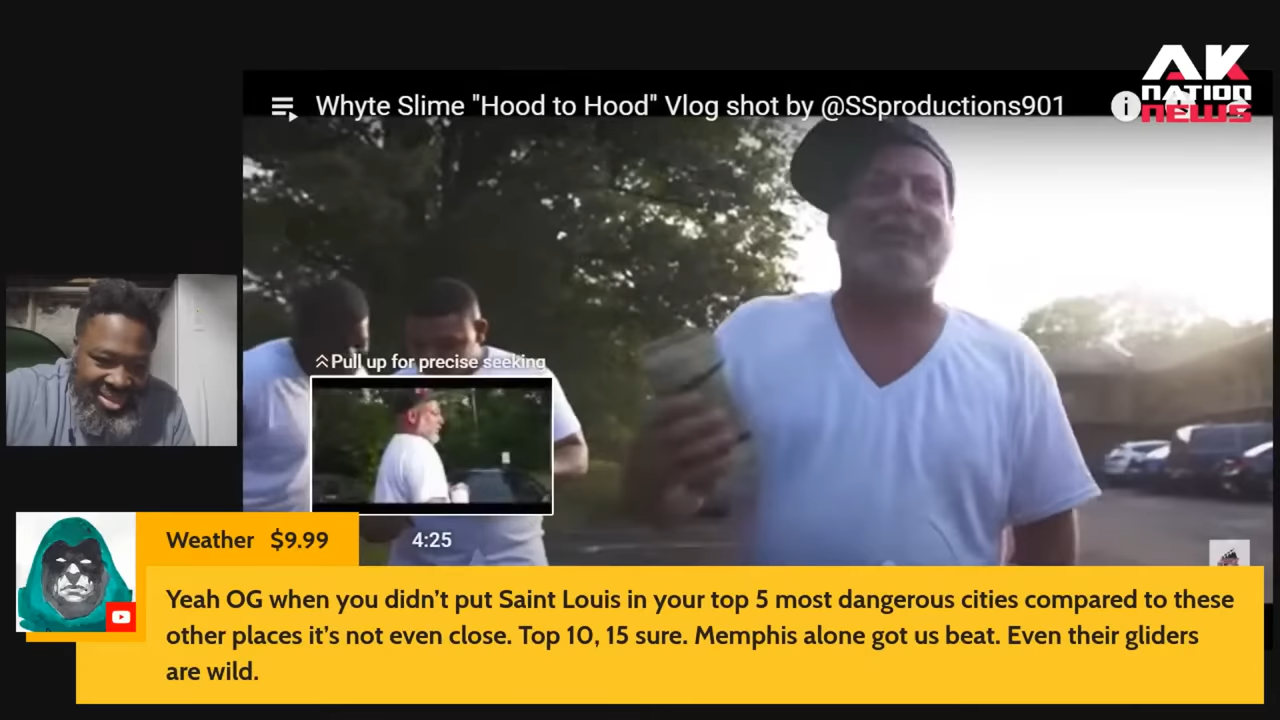 AK
NATION
NEWS
Whyte Slime "Hood to Hood" Vlog shot by @SSproductions901
Pull up for precise seeking
4:25
Weather $9.99
Yeah OG when you didn't put Saint Louis in your top 5 most dangerous cities compared to these
other places it's not even close. Top 10, 15 sure. Memphis alone got us beat. Even their gliders
are wild.